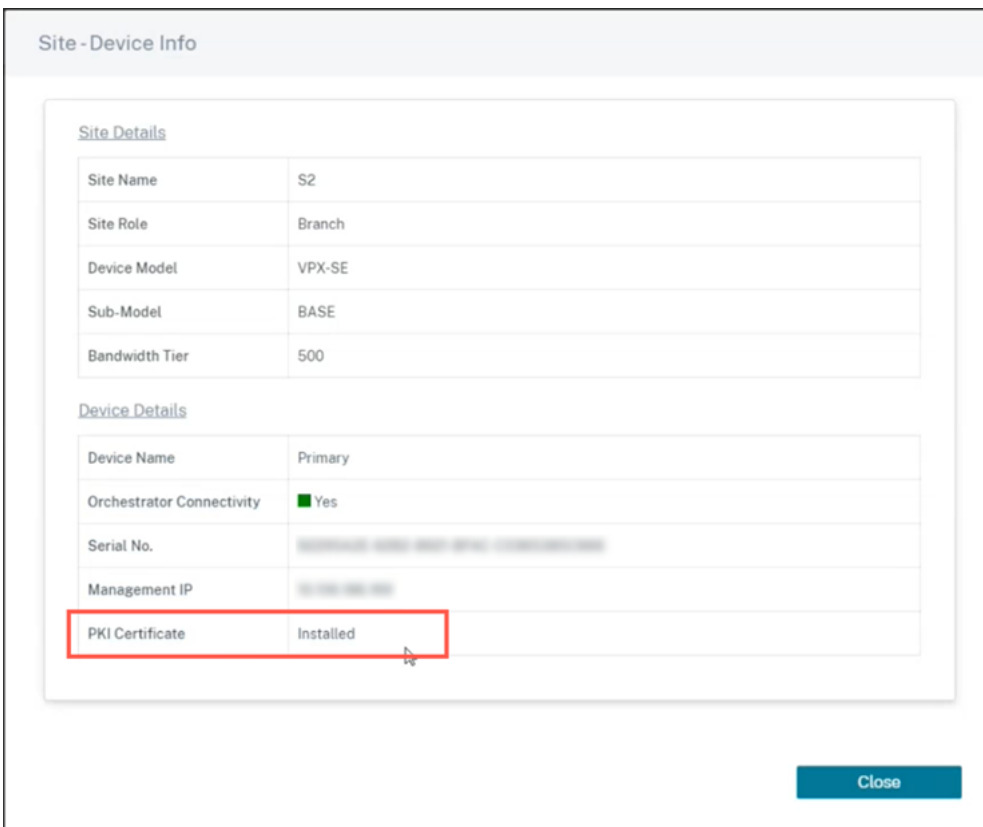 Site - Device Info
Site Details
Site Name S2
Site Role Branch
Device Model VPX-SE
Sub-Model BASE
Bandwidth Tier 500
Device Details
Device Name Primary
Orchestrator Connectivity Yes
Serial No.
Management IP
PKI Certificate Installed
Close